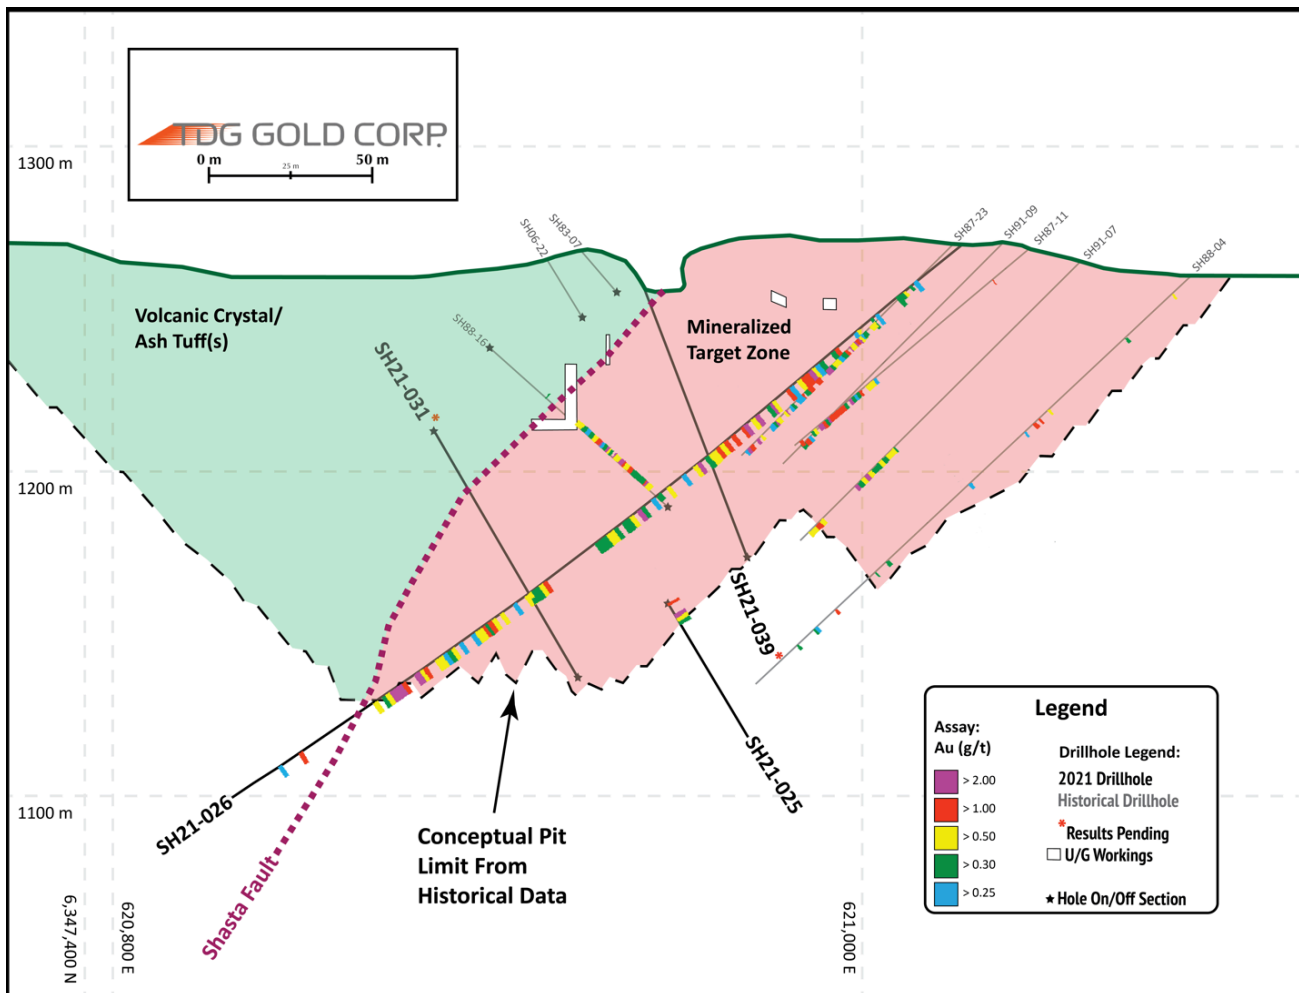 TDG GOLD CORP.
0 m
25 m
50 m
1300 m
1200 m
1100 m
SH06-22
SH83-07
SH87-23
SH91-09
SH87-11
SH91-07
SH88-04
Volcanic Crystal/
Ash Tuff(s)
SH88-16
SH21-031
*
Mineralized
Target Zone
SH21-039
*
SH21-025
SH21-026
Shasta Fault
Conceptual Pit
Limit From
Historical Data
6,347,400 N
620,800 E
621,000 E
Legend
Assay:
Au (g/t)
> 2.00
> 1.00
> 0.50
> 0.30
> 0.25
Drillhole Legend:
2021 Drillhole
Historical Drillhole
* Results Pending
U/G Workings
Hole On/Off Section